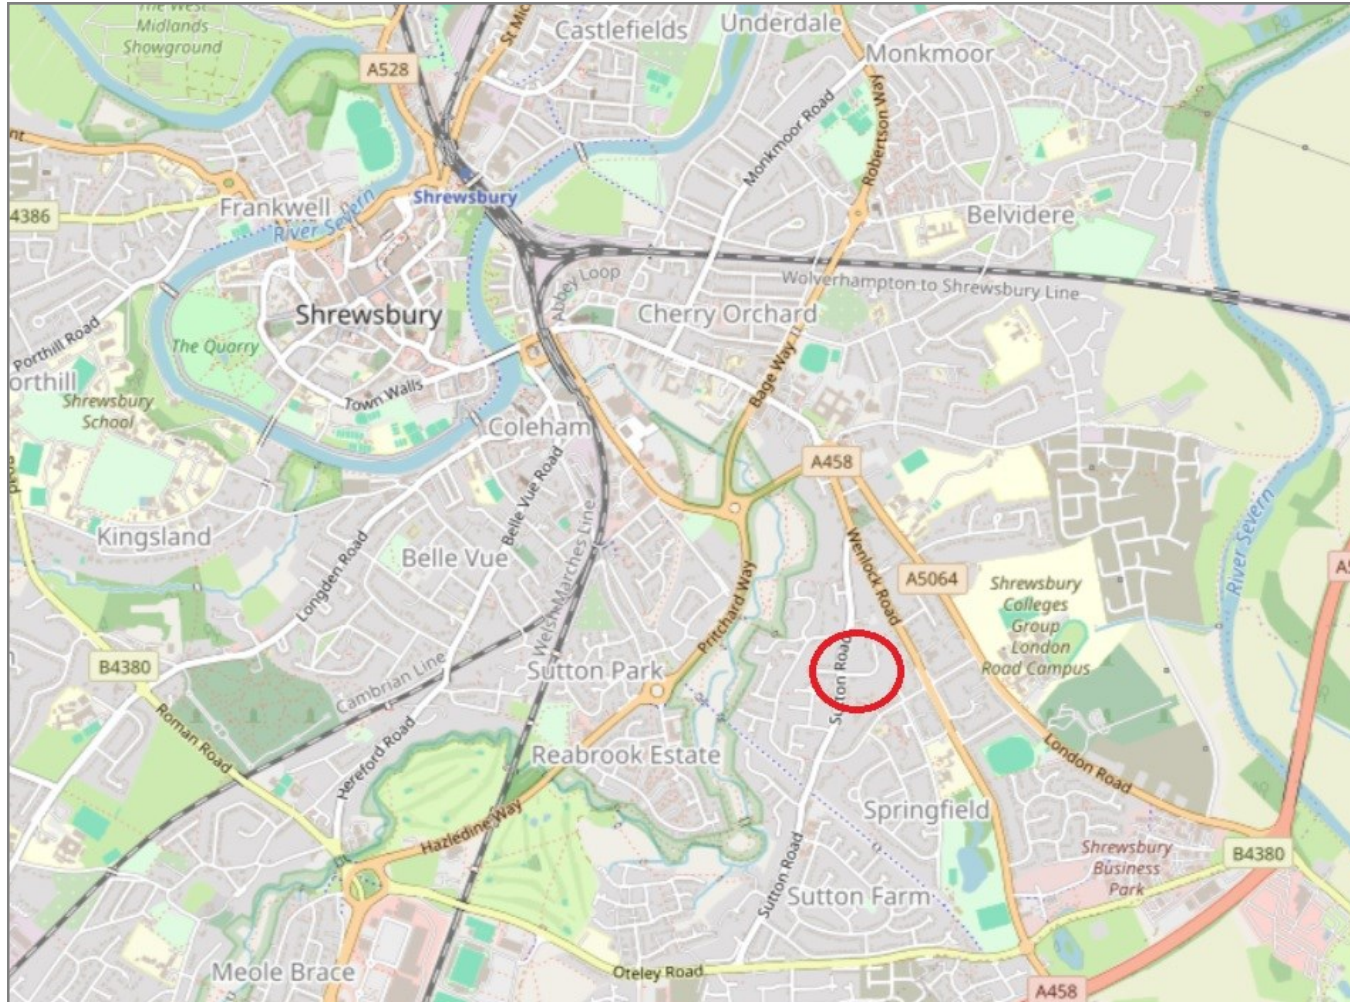 The West
Midlands
Showground
A528
St Mic
Castlefields
Underdale
Monkmoor
Monkmoor Road
Robertson Way
nt
4386
Frankwell
River Severn
Shrewsbury
Belvidere
Abbey Loop
Wolverhampton to Shrewsbury Line
Shrewsbury
Cherry Orchard
The Quarry
Porthill Road
orthill
Shrewsbury
School
Town Walls
Bage Way
Coleham
A458
Kingsland
Belle Vue Road
Belle Vue
Longden Road
Welsh Marches Line
Wenlock Road
A5064
Shrewsbury
Colleges
Group
London
Road Campus
River Severn
A5
Pritchard Way
B4380
Cambrian Line
Sutton Park
Sutton Road
Roman Road
Hereford Road
Reabrook Estate
London Road
Hazledine Way
Springfield
Sutton Road
Shrewsbury
Business
Park
B4380
Sutton Farm
Meole Brace
Oteley Road
A458